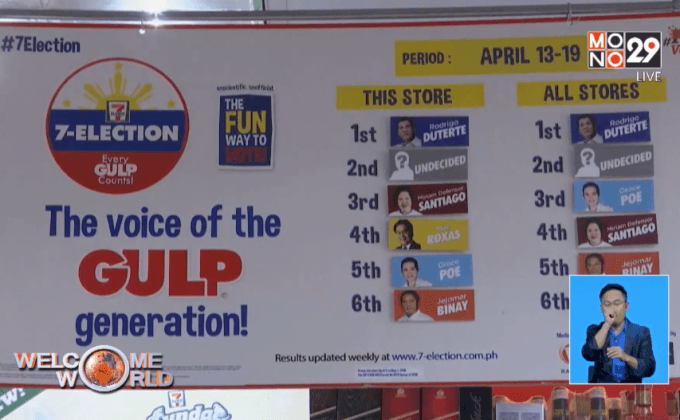 #7Election
7-ELECTION
Every
GULP
Counts!
THE
FUN
WAY TO
VOTE!
The voice of the
GULP
generation!
PERIOD : APRIL 13-19
THIS STORE
1st Rodrigo DUTERTE
2nd ? UNDECIDED
3rd Miriam Defensor SANTIAGO
4th ROXAS
5th Grace POE
6th Jejomar BINAY
ALL STORES
1st Rodrigo DUTERTE
2nd ? UNDECIDED
3rd Grace POE
4th Miriam Defensor SANTIAGO
5th Jejomar BINAY
6th
Results updated weekly at www.7-election.com.ph
MONO 29
LIVE
WELCOME
WORLD